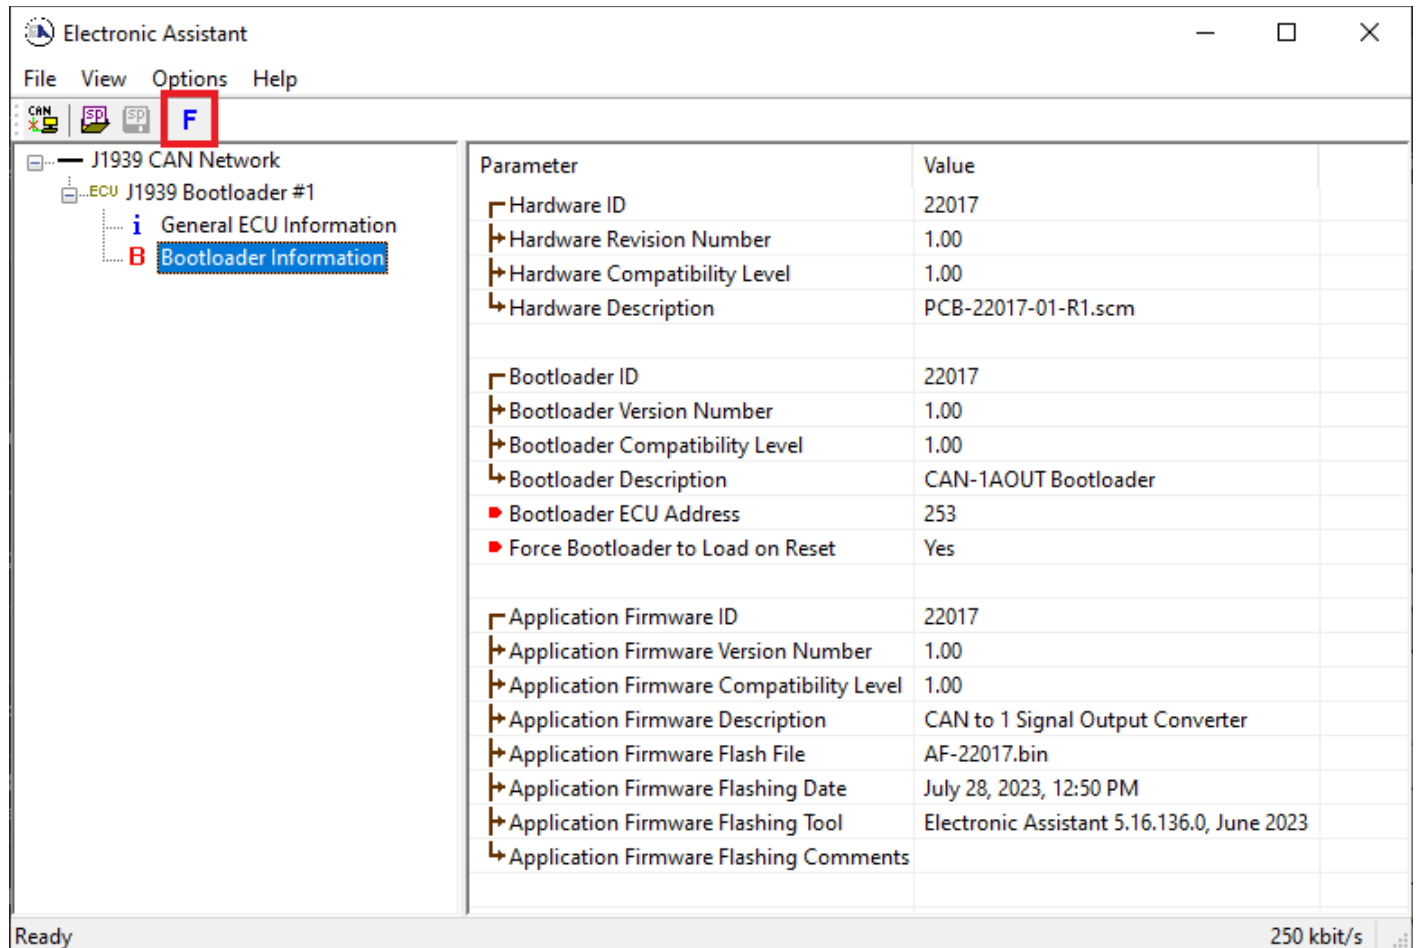 Electronic Assistant
File View Options Help
CAN SP SP F
J1939 CAN Network
ECU J1939 Bootloader #1
i General ECU Information
B Bootloader Information
Parameter Value
Hardware ID 22017
Hardware Revision Number 1.00
Hardware Compatibility Level 1.00
Hardware Description PCB-22017-01-R1.scm
Bootloader ID 22017
Bootloader Version Number 1.00
Bootloader Compatibility Level 1.00
Bootloader Description CAN-1AOUT Bootloader
Bootloader ECU Address 253
Force Bootloader to Load on Reset Yes
Application Firmware ID 22017
Application Firmware Version Number 1.00
Application Firmware Compatibility Level 1.00
Application Firmware Description CAN to 1 Signal Output Converter
Application Firmware Flash File AF-22017.bin
Application Firmware Flashing Date July 28, 2023, 12:50 PM
Application Firmware Flashing Tool Electronic Assistant 5.16.136.0, June 2023
Application Firmware Flashing Comments
Ready 250 kbit/s